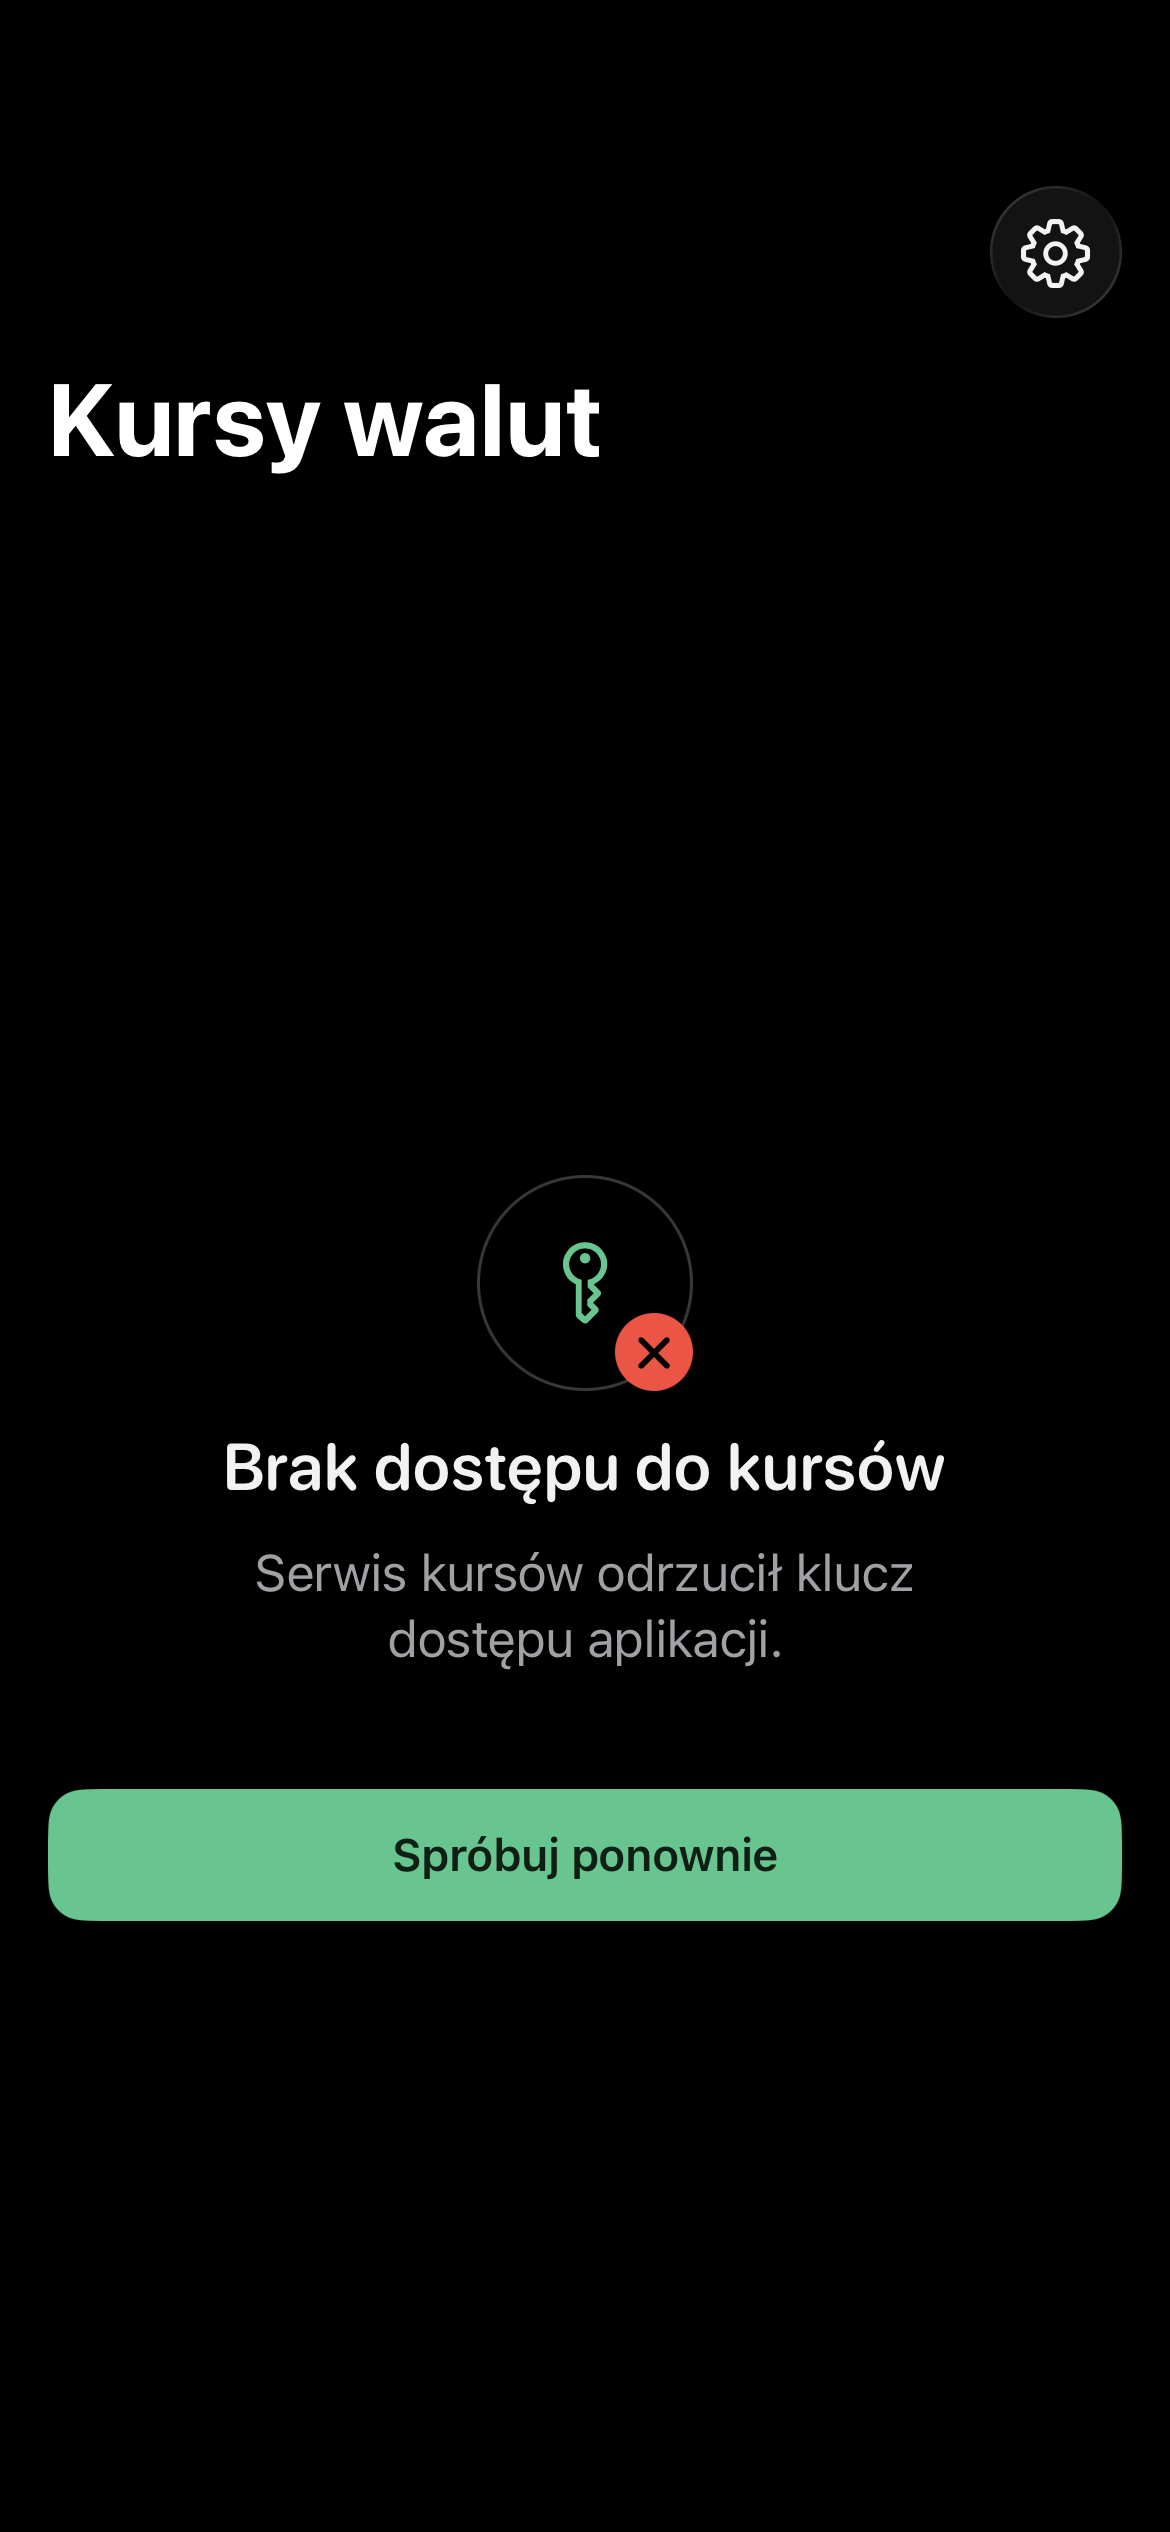 Kursy walut
Brak dostępu do kursów
Serwis kursów odrzucił klucz
dostępu aplikacji.
Spróbuj ponownie